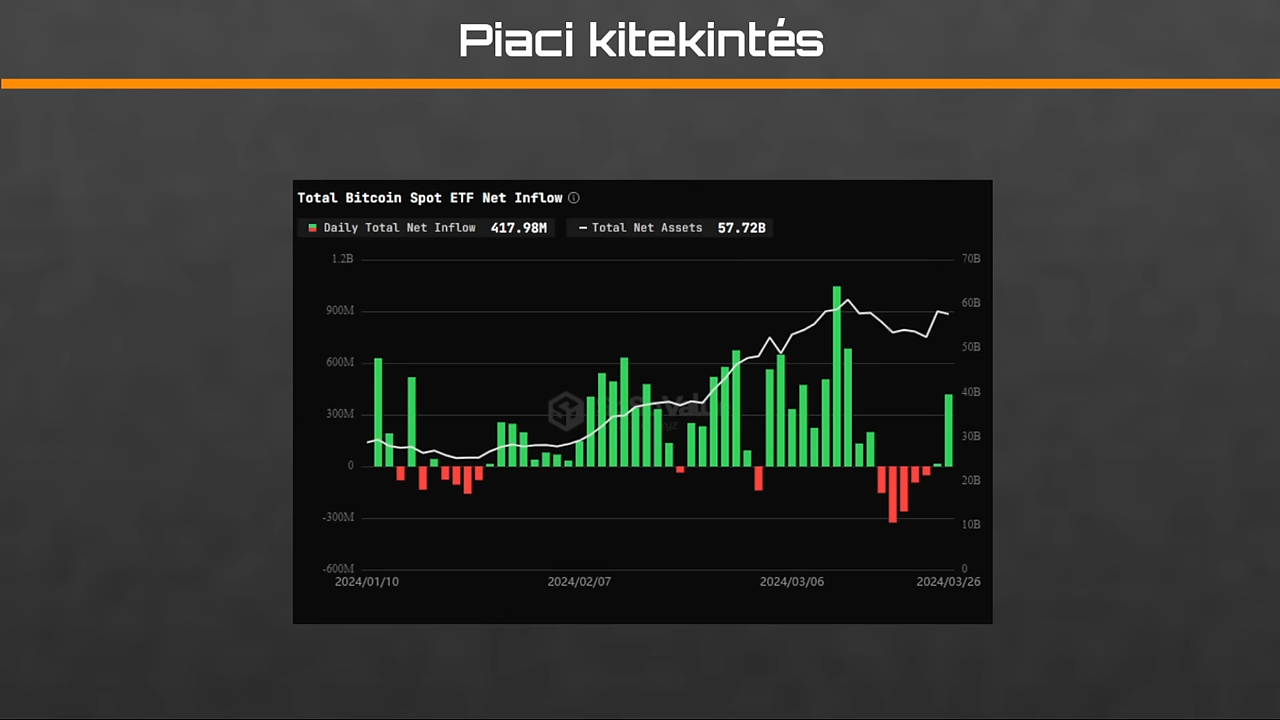 Piaci kitekintés
Total Bitcoin Spot ETF Net Inflow
Daily Total Net Inflow 417.98M Total Net Assets 57.72B
1.2B 70B
900M 60B
600M 50B
300M 40B
0 30B
-300M 20B
-600M 10B
0
2024/01/10 2024/02/07 2024/03/06 2024/03/26